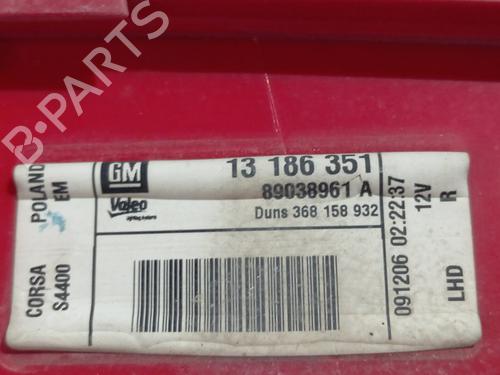 GM
Valeo
13 186 351
89038961 A
Duns 368 158 932
POLAND
EM
CORSA
S4400
091206 02:22:37
12V
R
LHD